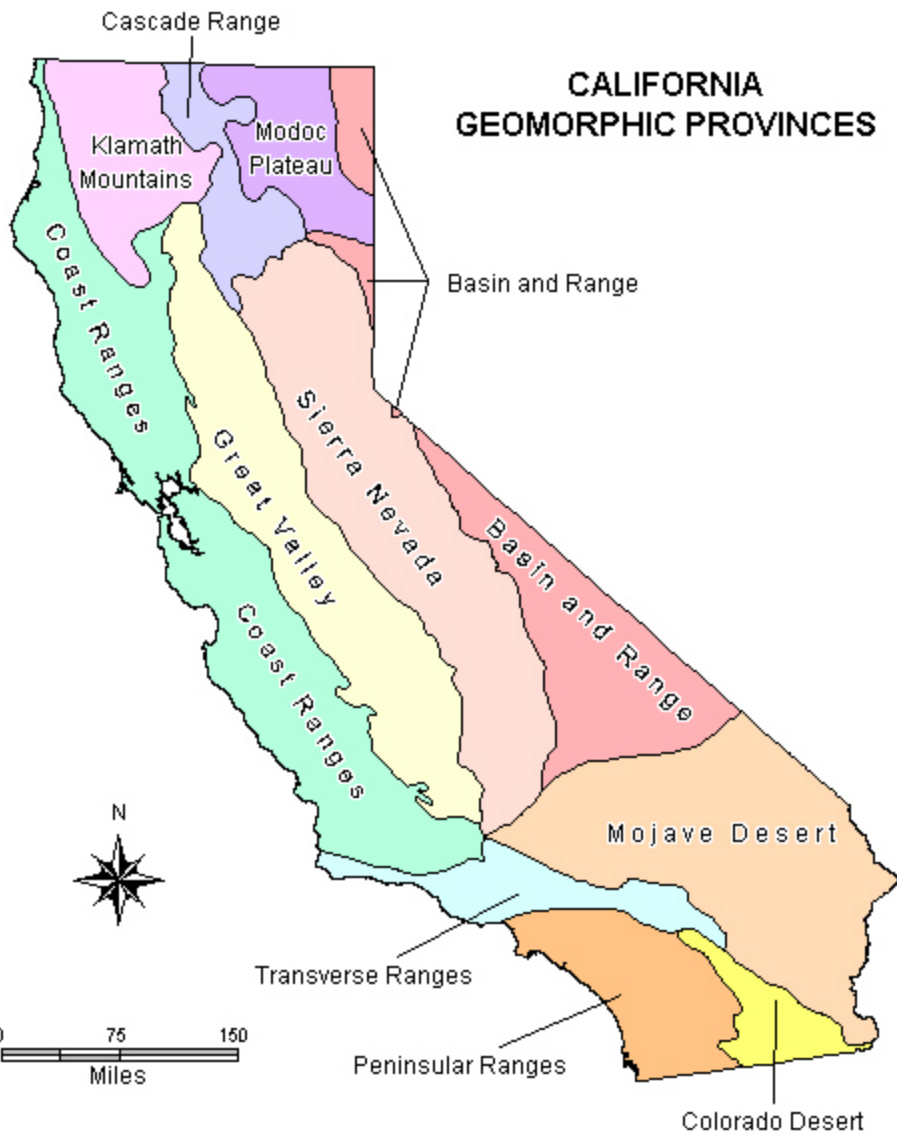 Cascade Range
CALIFORNIA
GEOMORPHIC PROVINCES
Klamath
Mountains
Modoc
Plateau
Coast Ranges
Basin and Range
Sierra Nevada
Great Valley
Basin and Range
Coast Ranges
Mojave Desert
N
Transverse Ranges
0 75 150
Miles
Peninsular Ranges
Colorado Desert